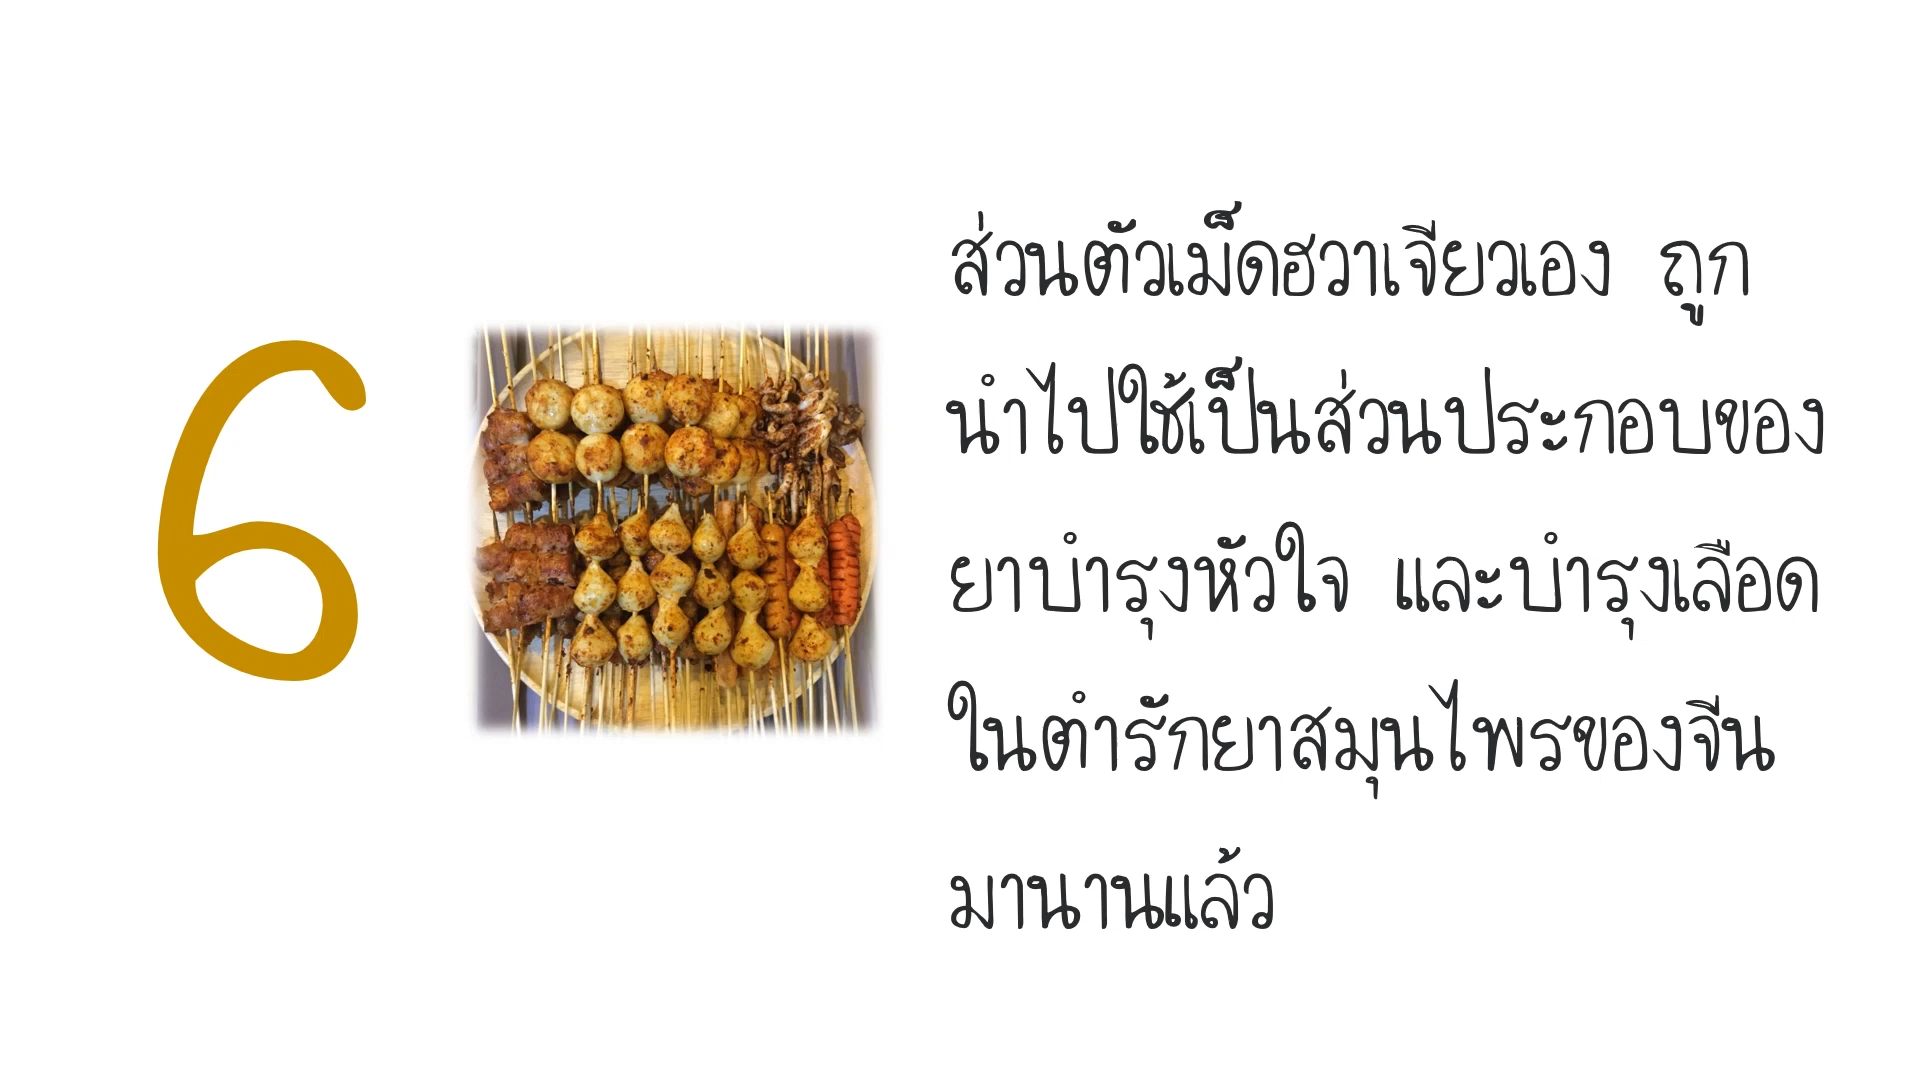 6
ส่วนตัวเม็ดฮวาเจียวเอง ถูก
นำไปใช้เป็นส่วนประกอบของ
ยาบำรุงหัวใจ และบำรุงเลือด
ในตำรักยาสมุนไพรของจีน
มานานแล้ว